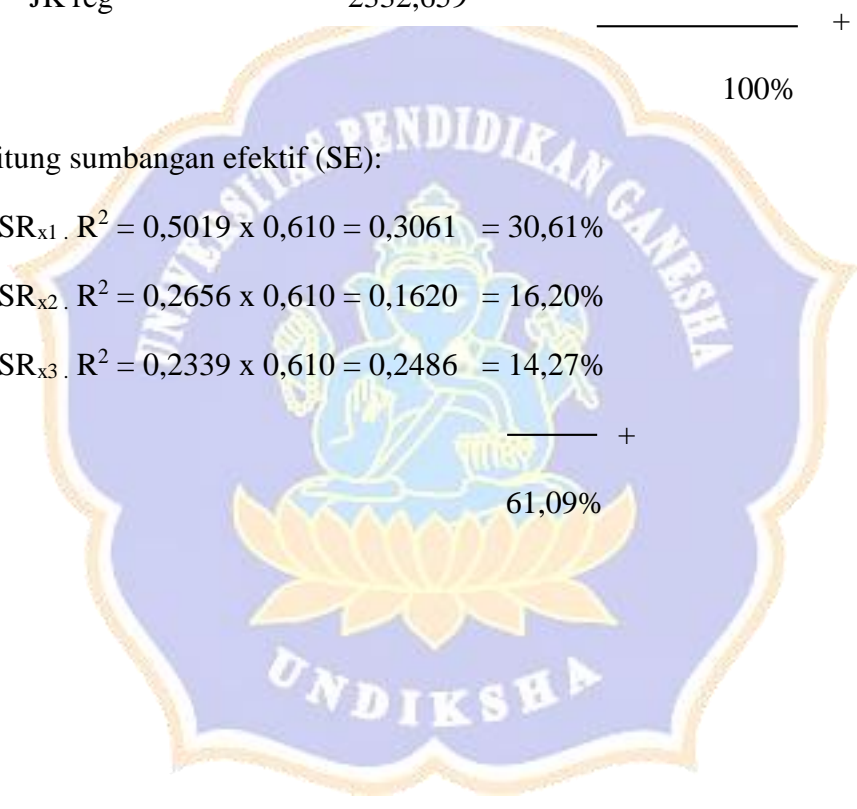 JK reg 2332,659
+
100%
itung sumbangan efektif (SE):
SRx1 . R² = 0,5019 x 0,610 = 0,3061 = 30,61%
SRx2 . R² = 0,2656 x 0,610 = 0,1620 = 16,20%
SRx3 . R² = 0,2339 x 0,610 = 0,2486 = 14,27%
+
61,09%
UNIVERSITAS PENDIDIKAN GANESHA
UNDIKSHA